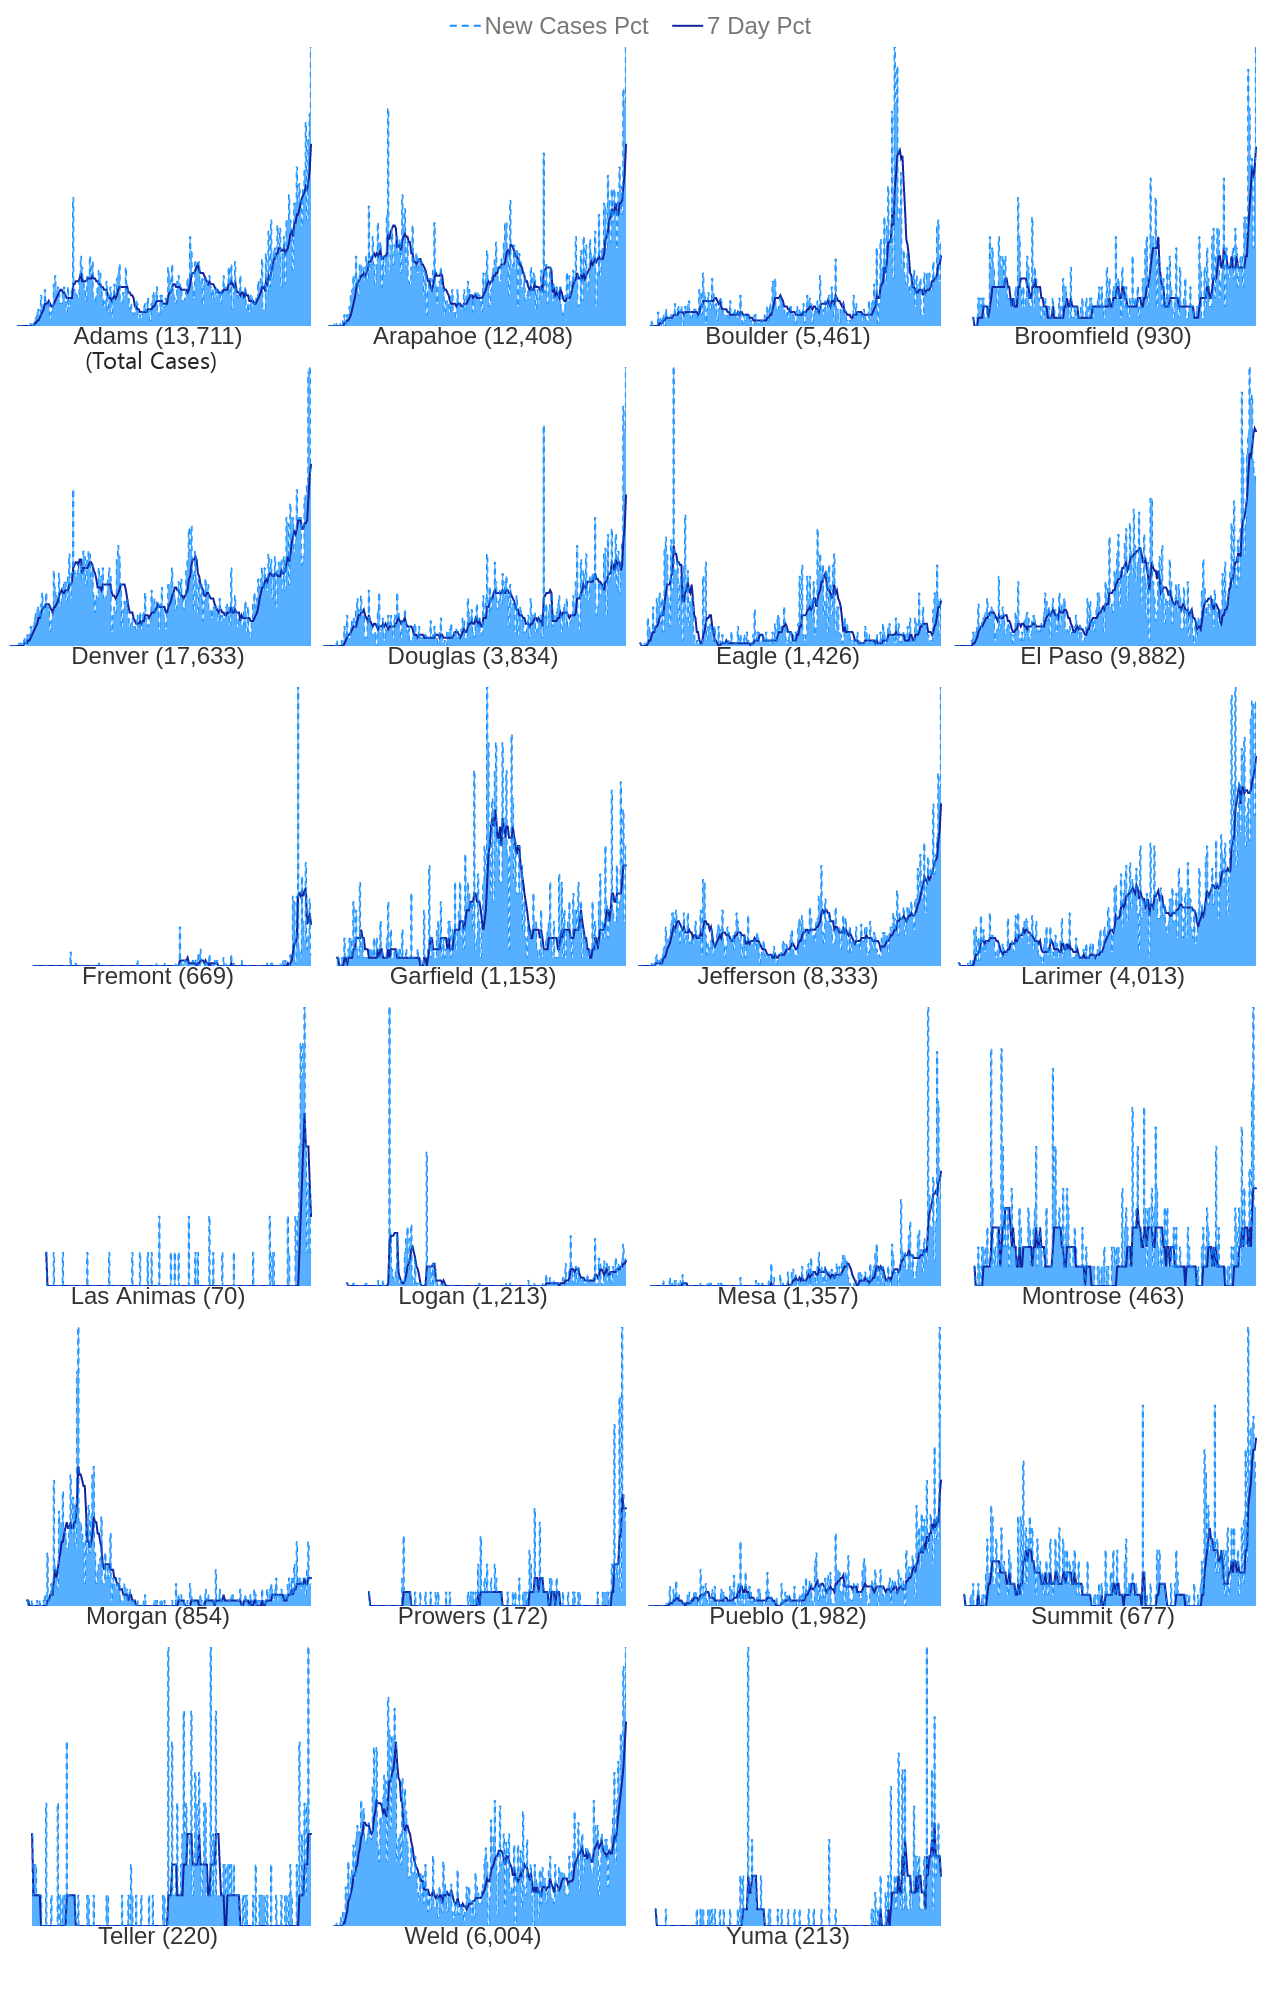 New Cases Pct 7 Day Pct
Adams (13,711) Arapahoe (12,408) Boulder (5,461) Broomfield (930)
(Total Cases)
Denver (17,633) Douglas (3,834) Eagle (1,426) El Paso (9,882)
Fremont (669) Garfield (1,153) Jefferson (8,333) Larimer (4,013)
Las Animas (70) Logan (1,213) Mesa (1,357) Montrose (463)
Morgan (854) Prowers (172) Pueblo (1,982) Summit (677)
Teller (220) Weld (6,004) Yuma (213)